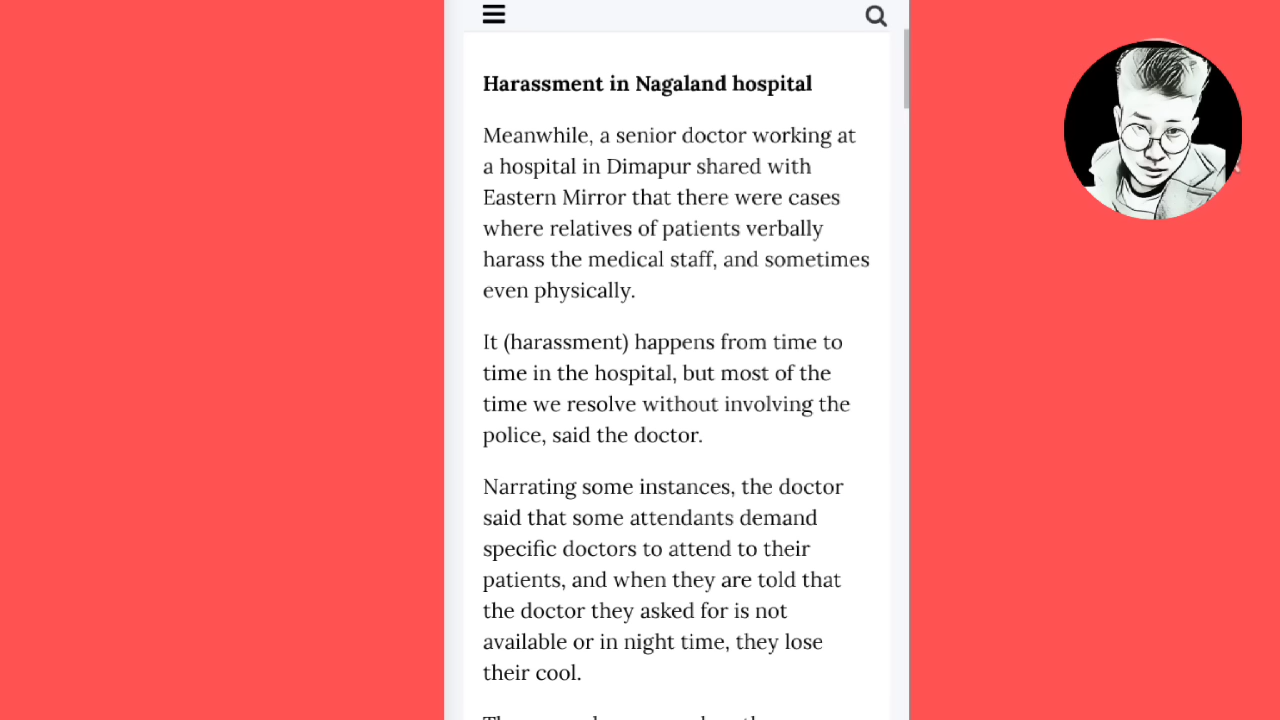 Harassment in Nagaland hospital
Meanwhile, a senior doctor working at
a hospital in Dimapur shared with
Eastern Mirror that there were cases
where relatives of patients verbally
harass the medical staff, and sometimes
even physically.
It (harassment) happens from time to
time in the hospital, but most of the
time we resolve without involving the
police, said the doctor.
Narrating some instances, the doctor
said that some attendants demand
specific doctors to attend to their
patients, and when they are told that
the doctor they asked for is not
available or in night time, they lose
their cool.